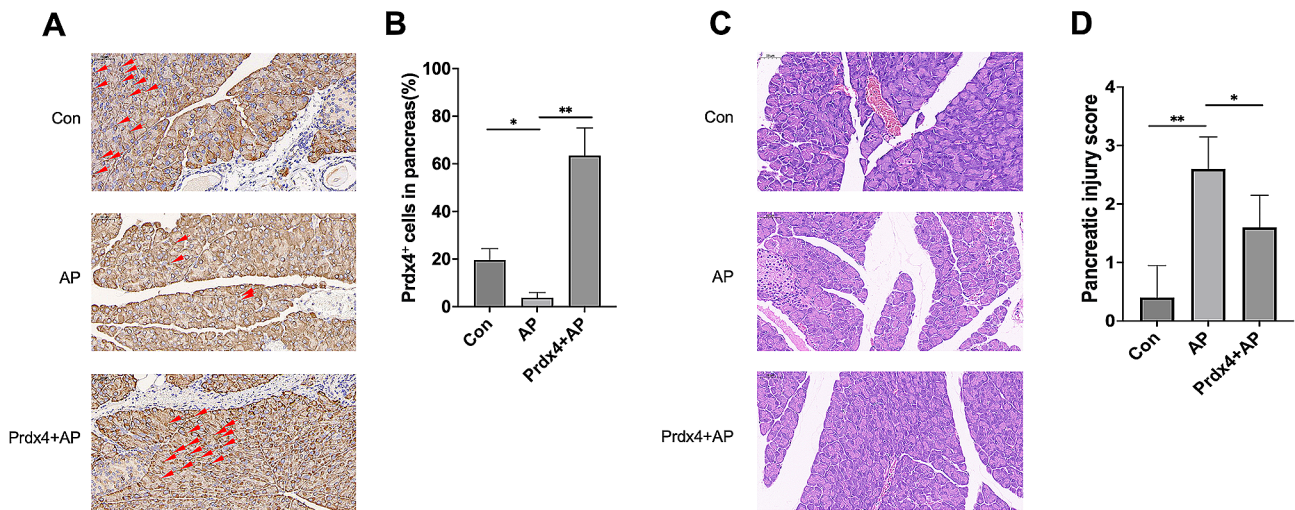 A
B
C
D
Con
AP
Prdx4+AP
Prdx4⁺ cells in pancreas(%)
100
80
60
40
20
0
*
**
Con
AP
Prdx4+AP
Con
AP
Prdx4+AP
Pancreatic injury score
4
3
2
1
0
**
*
Con
AP
Prdx4+AP